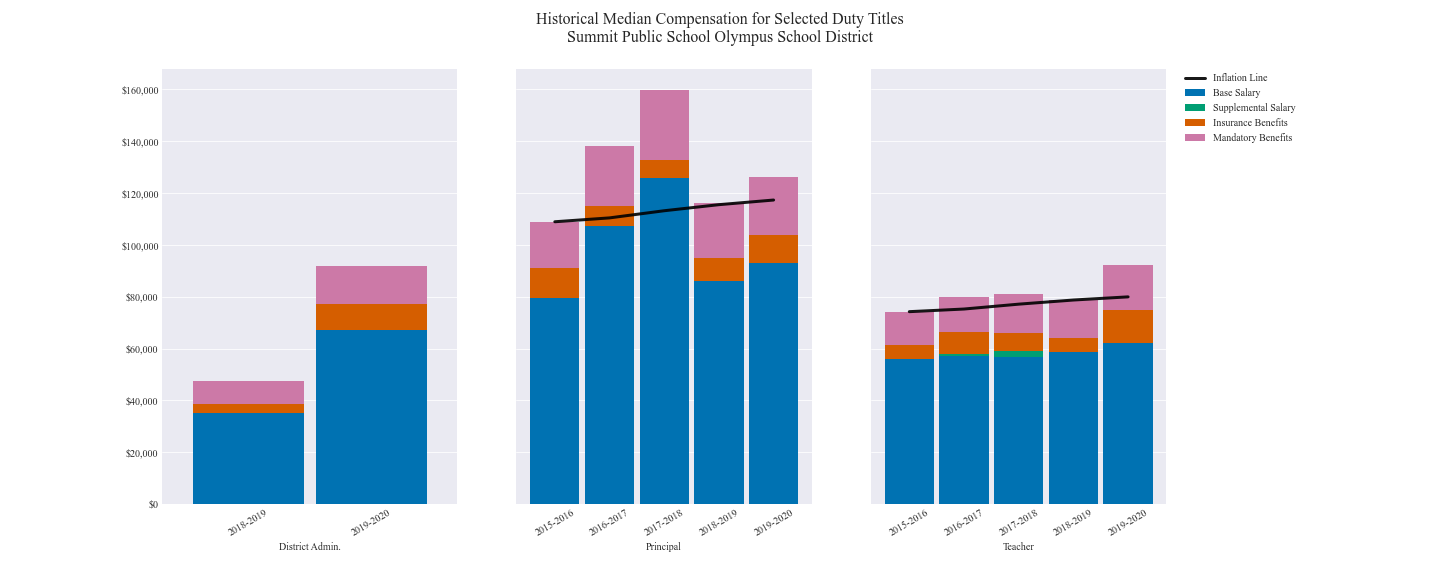 Historical Median Compensation for Selected Duty Titles
Summit Public School Olympus School District
$160,000
$140,000
$120,000
$100,000
$80,000
$60,000
$40,000
$20,000
$0
2018-2019
2019-2020
District Admin.
2015-2016
2016-2017
2017-2018
2018-2019
2019-2020
Principal
2015-2016
2016-2017
2017-2018
2018-2019
2019-2020
Teacher
Inflation Line
Base Salary
Supplemental Salary
Insurance Benefits
Mandatory Benefits